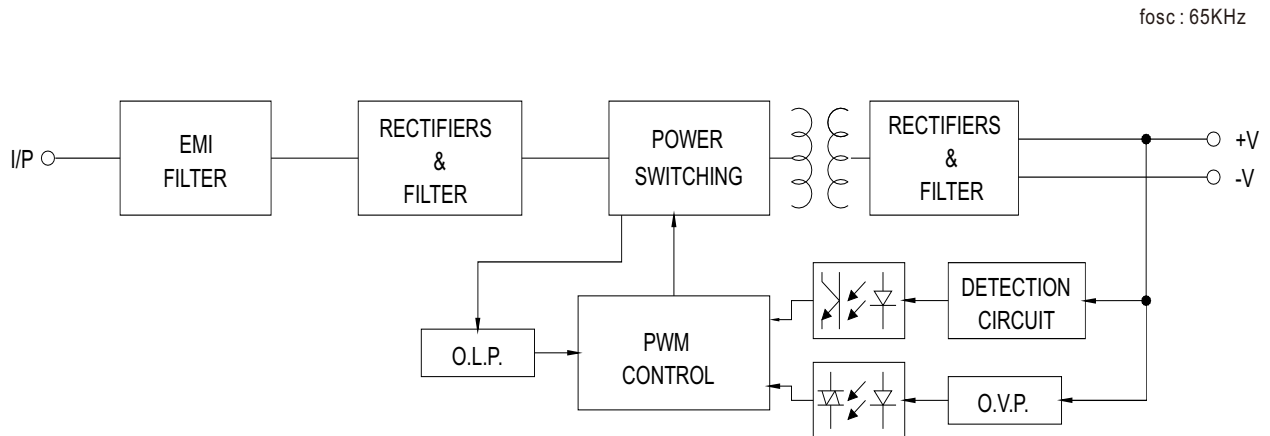 fosc : 65KHz
I/P
EMI
FILTER
RECTIFIERS
&
FILTER
POWER
SWITCHING
RECTIFIERS
&
FILTER
+V
-V
O.L.P.
PWM
CONTROL
DETECTION
CIRCUIT
O.V.P.